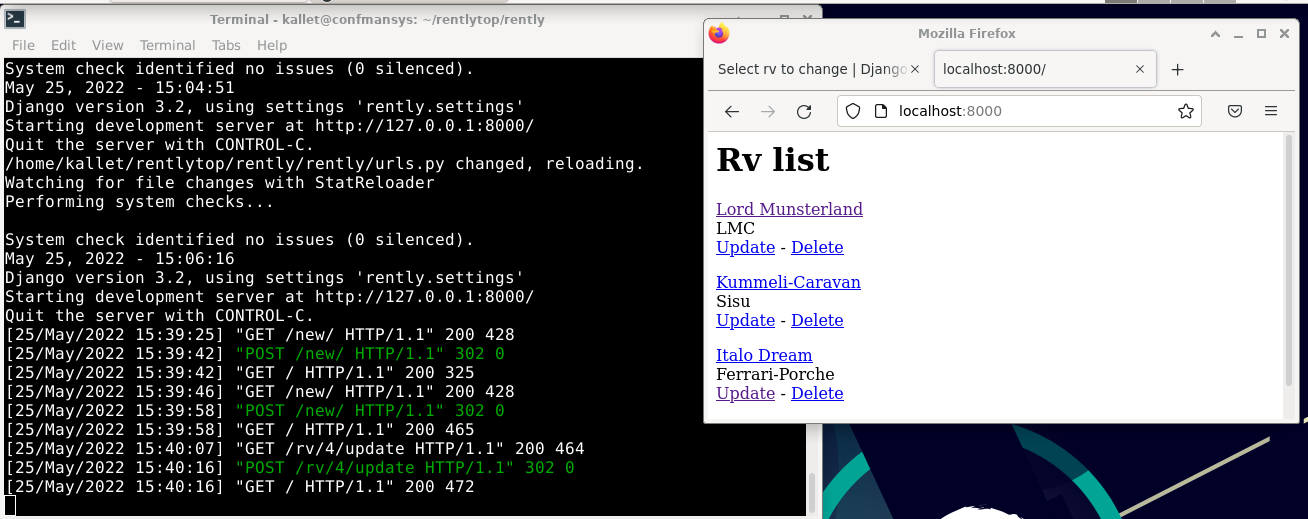 Terminal - kallet@confmansys: ~/rentlytop/rently
File Edit View Terminal Tabs Help
System check identified no issues (0 silenced).
May 25, 2022 - 15:04:51
Django version 3.2, using settings 'rently.settings'
Starting development server at http://127.0.0.1:8000/
Quit the server with CONTROL-C.
/home/kallet/rentlytop/rently/rently/urls.py changed, reloading.
Watching for file changes with StatReloader
Performing system checks...
System check identified no issues (0 silenced).
May 25, 2022 - 15:06:16
Django version 3.2, using settings 'rently.settings'
Starting development server at http://127.0.0.1:8000/
Quit the server with CONTROL-C.
[25/May/2022 15:39:25] "GET /new/ HTTP/1.1" 200 428
[25/May/2022 15:39:42] "POST /new/ HTTP/1.1" 302 0
[25/May/2022 15:39:42] "GET / HTTP/1.1" 200 325
[25/May/2022 15:39:46] "GET /new/ HTTP/1.1" 200 428
[25/May/2022 15:39:58] "POST /new/ HTTP/1.1" 302 0
[25/May/2022 15:39:58] "GET / HTTP/1.1" 200 465
[25/May/2022 15:40:07] "GET /rv/4/update HTTP/1.1" 200 464
[25/May/2022 15:40:16] "POST /rv/4/update HTTP/1.1" 302 0
[25/May/2022 15:40:16] "GET / HTTP/1.1" 200 472
Mozilla Firefox
Select rv to change | Django
localhost:8000/
localhost:8000
Rv list
Lord Munsterland
LMC
Update - Delete
Kummeli-Caravan
Sisu
Update - Delete
Italo Dream
Ferrari-Porche
Update - Delete